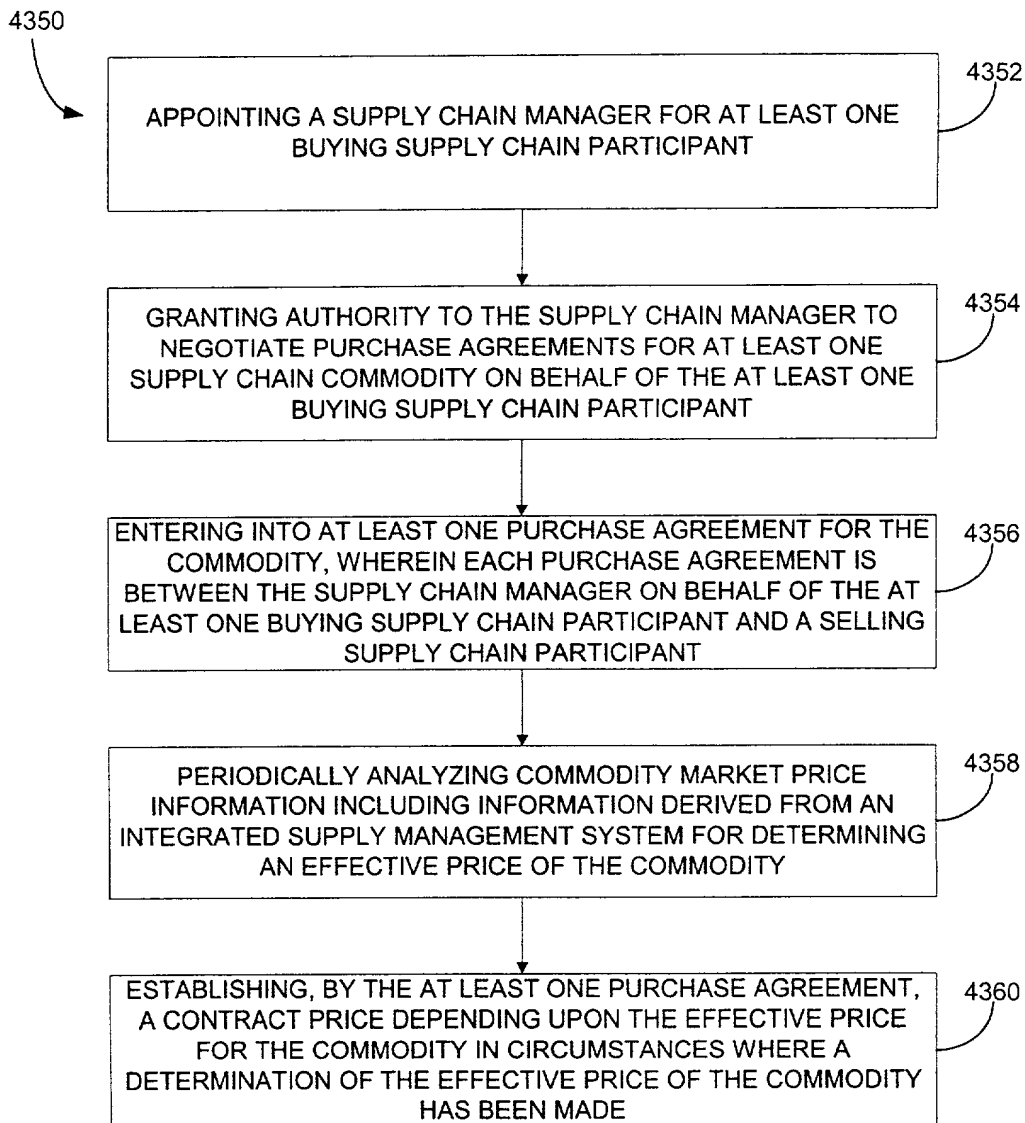 4350
4352
APPOINTING A SUPPLY CHAIN MANAGER FOR AT LEAST ONE
BUYING SUPPLY CHAIN PARTICIPANT
4354
GRANTING AUTHORITY TO THE SUPPLY CHAIN MANAGER TO
NEGOTIATE PURCHASE AGREEMENTS FOR AT LEAST ONE
SUPPLY CHAIN COMMODITY ON BEHALF OF THE AT LEAST ONE
BUYING SUPPLY CHAIN PARTICIPANT
4356
ENTERING INTO AT LEAST ONE PURCHASE AGREEMENT FOR THE
COMMODITY, WHEREIN EACH PURCHASE AGREEMENT IS
BETWEEN THE SUPPLY CHAIN MANAGER ON BEHALF OF THE AT
LEAST ONE BUYING SUPPLY CHAIN PARTICIPANT AND A SELLING
SUPPLY CHAIN PARTICIPANT
4358
PERIODICALLY ANALYZING COMMODITY MARKET PRICE
INFORMATION INCLUDING INFORMATION DERIVED FROM AN
INTEGRATED SUPPLY MANAGEMENT SYSTEM FOR DETERMINING
AN EFFECTIVE PRICE OF THE COMMODITY
4360
ESTABLISHING, BY THE AT LEAST ONE PURCHASE AGREEMENT,
A CONTRACT PRICE DEPENDING UPON THE EFFECTIVE PRICE
FOR THE COMMODITY IN CIRCUMSTANCES WHERE A
DETERMINATION OF THE EFFECTIVE PRICE OF THE COMMODITY
HAS BEEN MADE